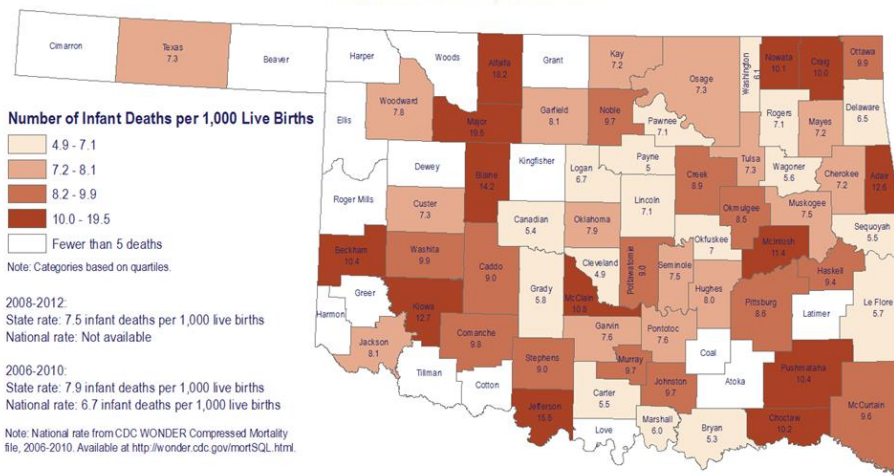 Cimarron
Texas
7.3
Beaver
Harper
Woods
Alfalfa
18.2
Grant
Kay
7.2
Osage
7.3
Washington
6.1
Nowata
10.1
Craig
10.0
Ottawa
9.9
Ellis
Woodward
7.8
Major
19.5
Garfield
8.1
Noble
9.7
Pawnee
7.1
Rogers
7.1
Mayes
7.2
Delaware
6.5
Number of Infant Deaths per 1,000 Live Births
4.9 - 7.1
7.2 - 8.1
8.2 - 9.9
10.0 - 19.5
Fewer than 5 deaths
Note: Categories based on quartiles.
Dewey
Blaine
14.2
Kingfisher
Logan
6.7
Payne
5
Creek
8.9
Tulsa
7.3
Wagoner
5.6
Cherokee
7.2
Adair
12.6
Roger Mills
Custer
7.3
Canadian
5.4
Oklahoma
7.9
Lincoln
7.1
Okmulgee
8.5
Muskogee
7.5
Sequoyah
5.5
Beckham
10.4
Washita
9.9
Caddo
9.0
Cleveland
4.9
Pottawatomie
9.0
Seminole
7.5
Okfuskee
7
McIntosh
11.4
Haskell
9.4
Greer
Kiowa
12.7
Grady
5.8
McClain
10.8
Hughes
8.0
Pittsburg
8.6
Latimer
Le Flore
5.7
Harmon
Jackson
8.1
Comanche
9.8
Garvin
7.6
Pontotoc
7.6
Coal
Tillman
Cotton
Stephens
9.0
Murray
9.7
Johnston
9.7
Atoka
Pushmataha
10.4
McCurtain
9.6
Jefferson
15.5
Carter
5.5
Love
Marshall
6.0
Bryan
5.3
Choctaw
10.2
2008-2012:
State rate: 7.5 infant deaths per 1,000 live births
National rate: Not available
2006-2010:
State rate: 7.9 infant deaths per 1,000 live births
National rate: 6.7 infant deaths per 1,000 live births
Note: National rate from CDC WONDER Compressed Mortality
file, 2006-2010. Available at http://wonder.cdc.gov/mortSQL.html.